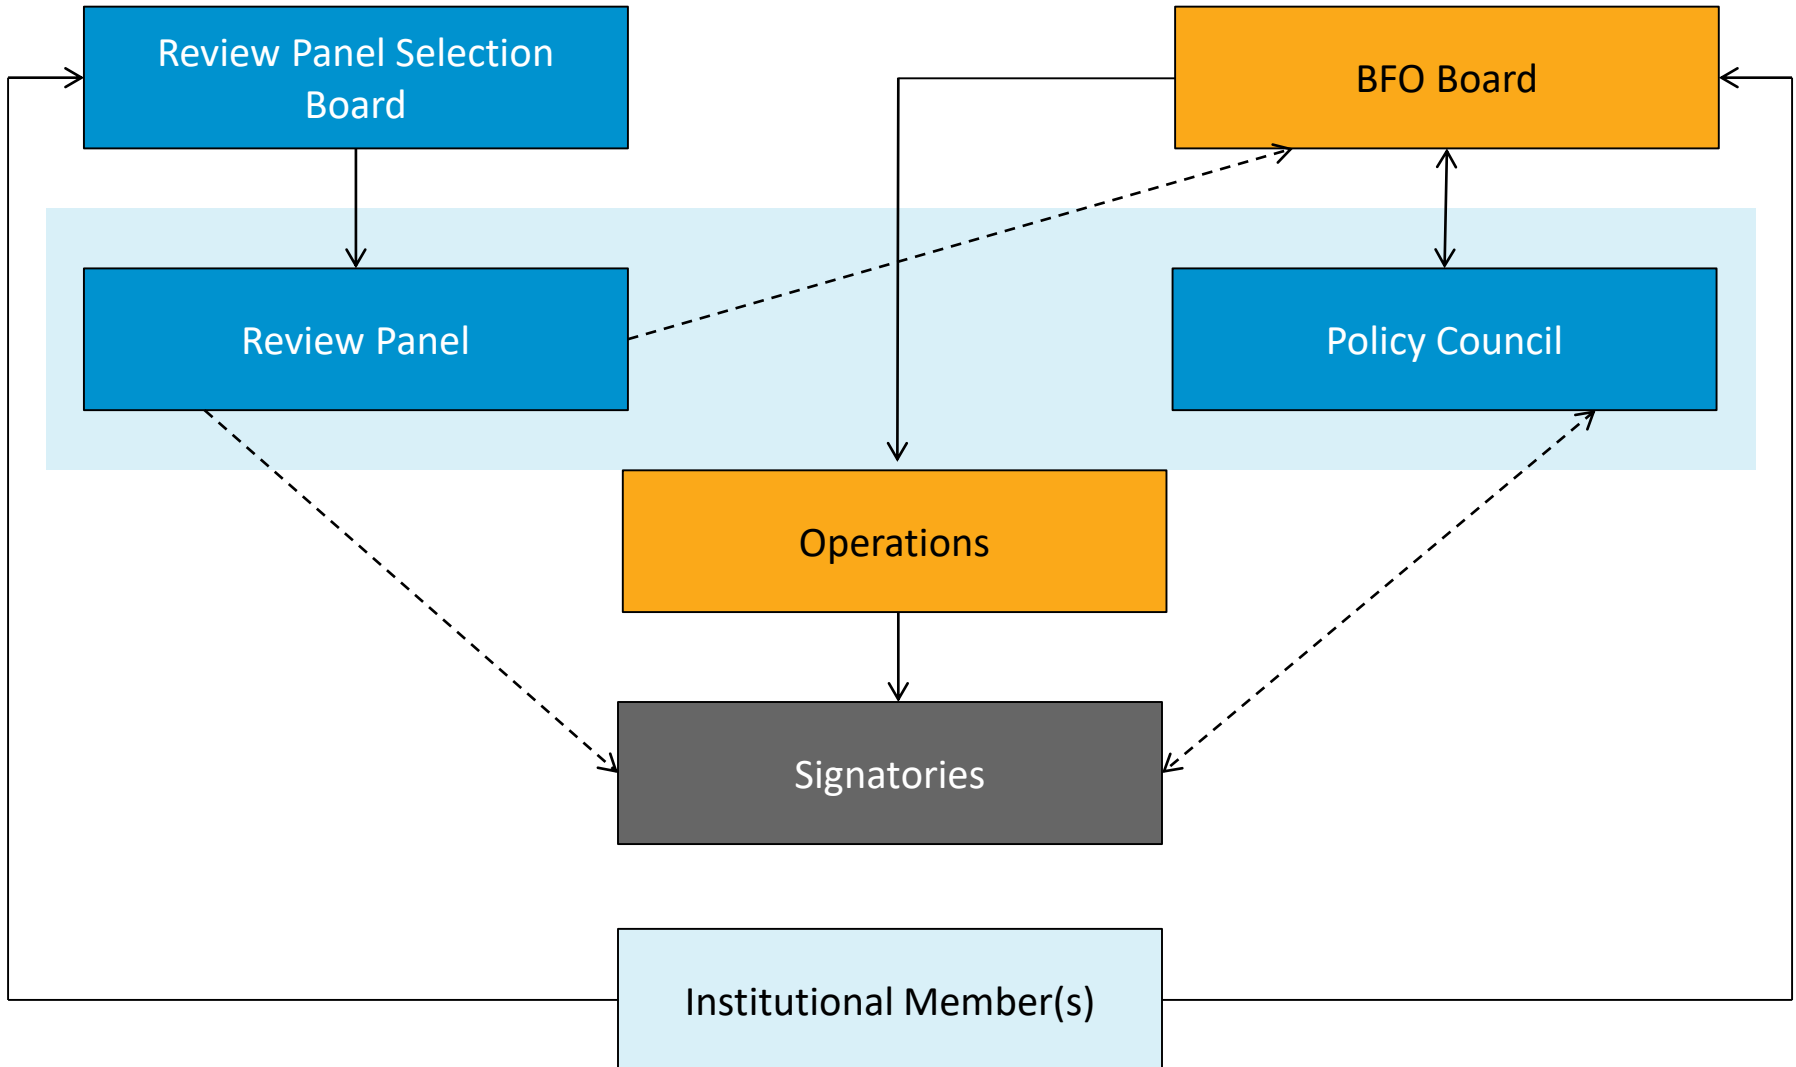 Review Panel Selection
Board
BFO Board
Review Panel
Policy Council
Operations
Signatories
Institutional Member(s)